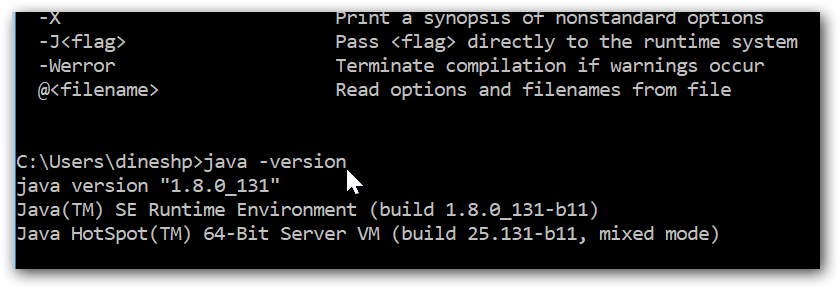 -X                      Print a synopsis of nonstandard options
-J<flag>                Pass <flag> directly to the runtime system
-Werror                 Terminate compilation if warnings occur
@<filename>             Read options and filenames from file
C:\Users\dineshp>java -version
java version "1.8.0_131"
Java(TM) SE Runtime Environment (build 1.8.0_131-b11)
Java HotSpot(TM) 64-Bit Server VM (build 25.131-b11, mixed mode)